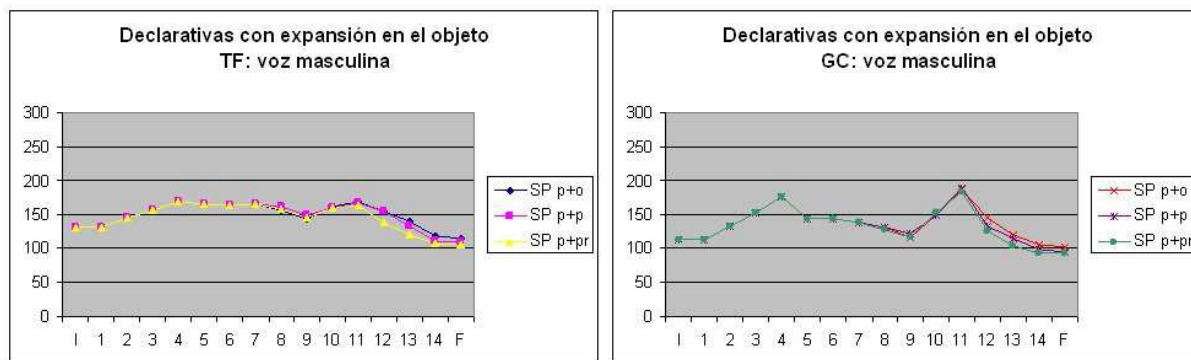 Declarativas con expansión en el objeto
TF: voz masculina
300
250
200
150
100
50
0
I 1 2 3 4 5 6 7 8 9 10 11 12 13 14 F
SP p+o
SP p+p
SP p+pr
Declarativas con expansión en el objeto
GC: voz masculina
300
250
200
150
100
50
0
I 1 2 3 4 5 6 7 8 9 10 11 12 13 14 F
SP p+o
SP p+p
SP p+pr